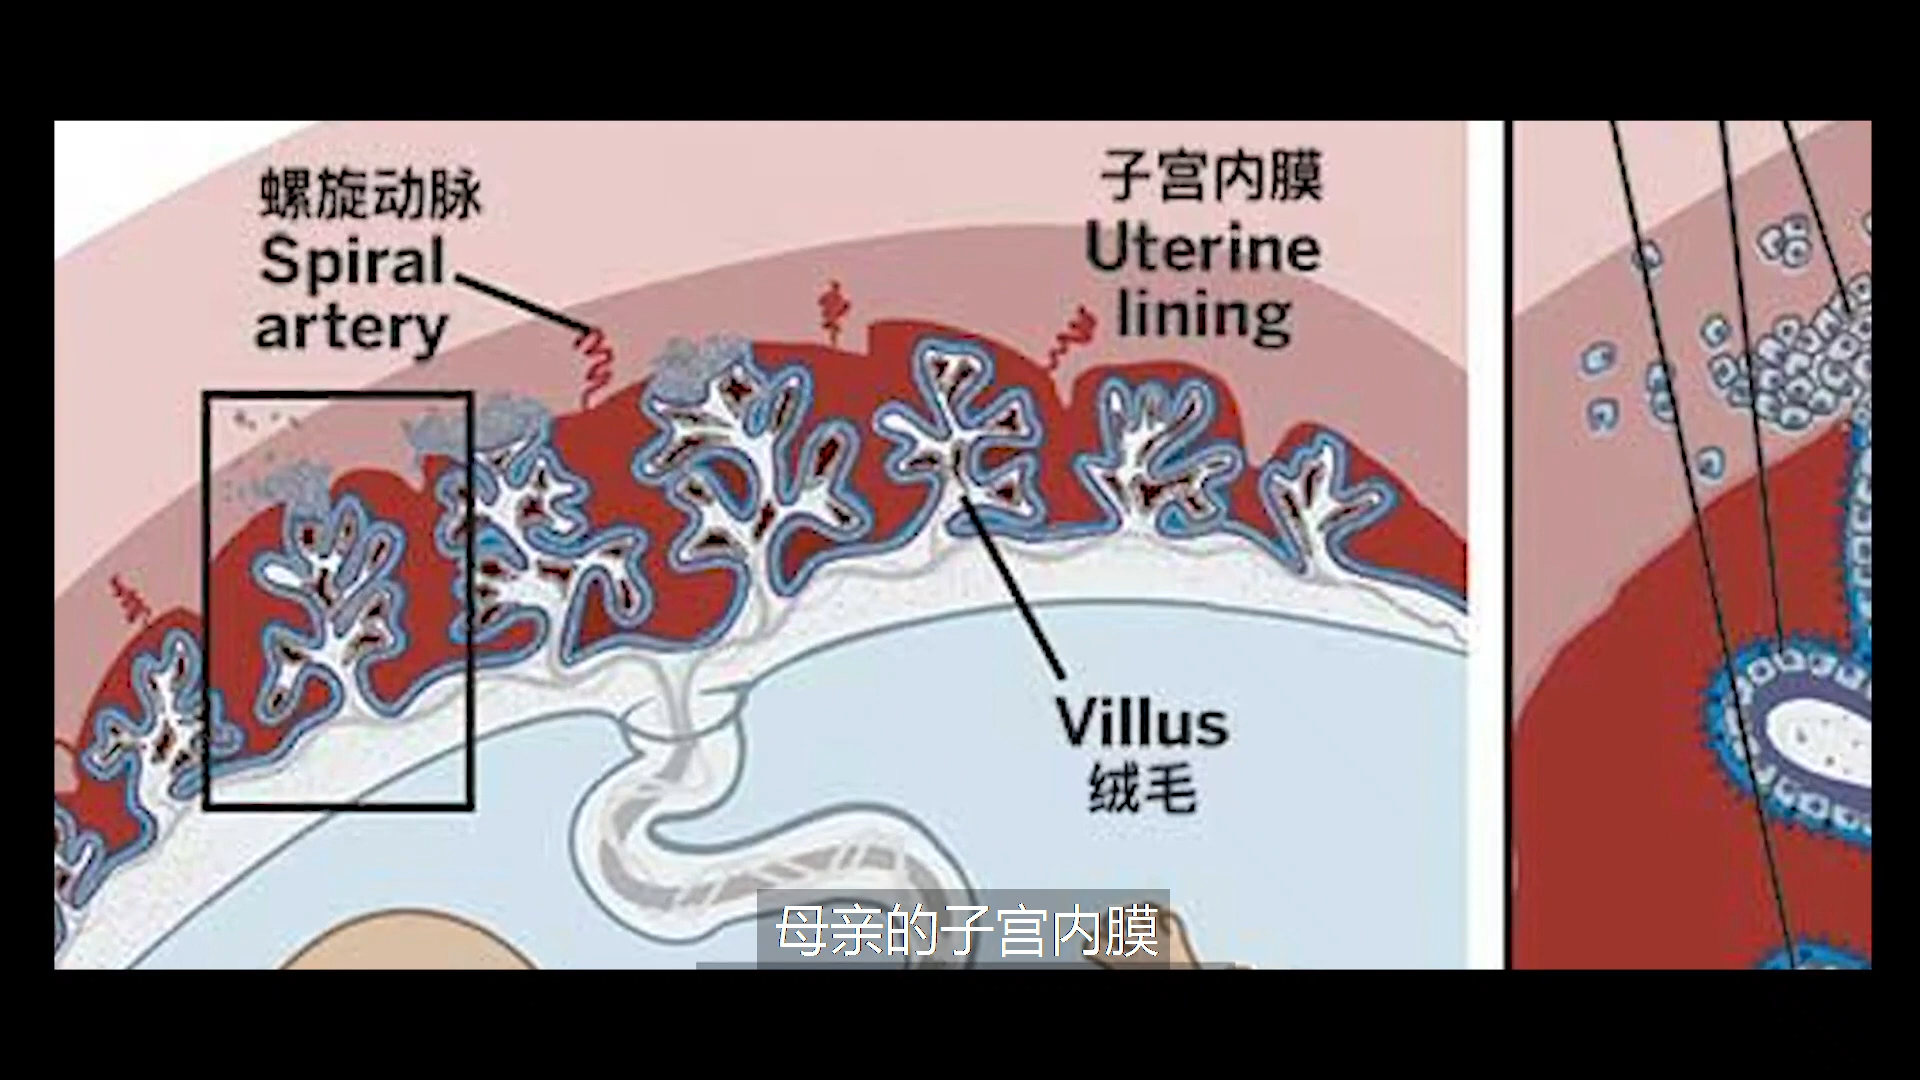 螺旋动脉
Spiral
artery
子宫内膜
Uterine
lining
Villus
绒毛
母亲的子宫内膜